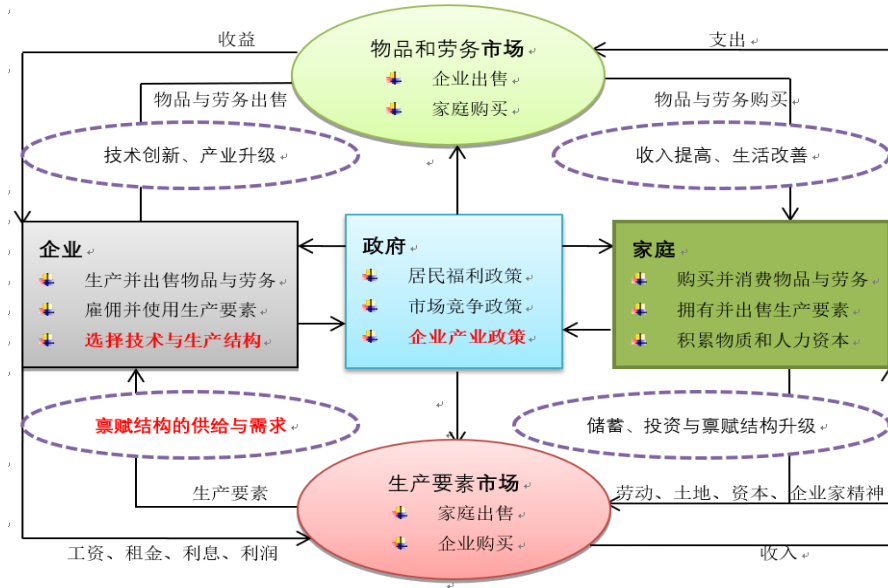 收益
物品和劳务市场
企业出售
家庭购买
支出
物品与劳务出售
物品与劳务购买
技术创新、产业升级
收入提高、生活改善
企业
生产并出售物品与劳务
雇佣并使用生产要素
选择技术与生产结构
政府
居民福利政策
市场竞争政策
企业产业政策
家庭
购买并消费物品与劳务
拥有并出售生产要素
积累物质和人力资本
禀赋结构的供给与需求
储蓄、投资与禀赋结构升级
生产要素
生产要素市场
家庭出售
企业购买
劳动、土地、资本、企业家精神
工资、租金、利息、利润
收入